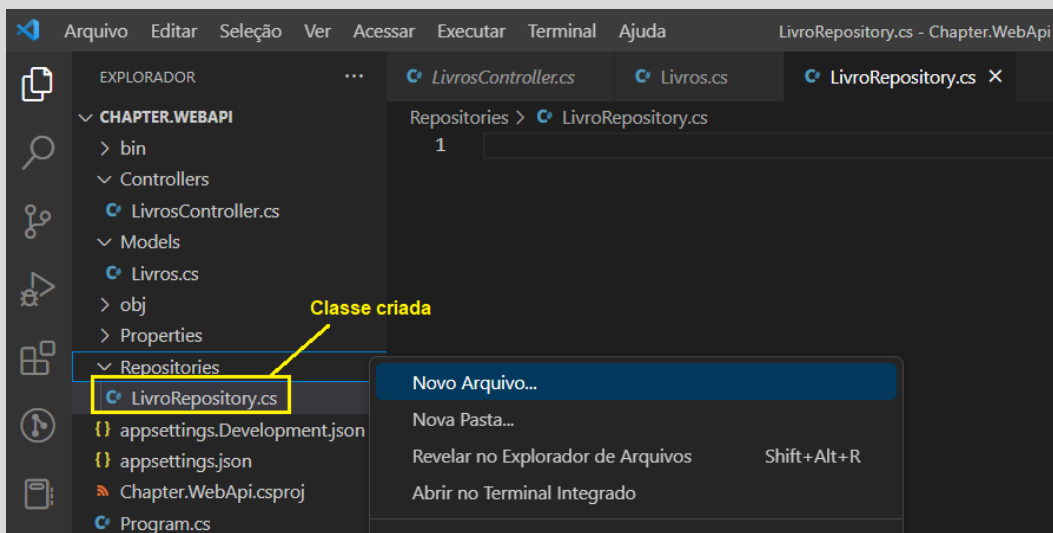 Arquivo Editar Seleção Ver Acessar Executar Terminal Ajuda LivroRepository.cs - Chapter.WebApi
EXPLORADOR ...
LivrosController.cs Livros.cs LivroRepository.cs
CHAPTER.WEBAPI
Repositories > LivroRepository.cs
bin
1
Controllers
LivrosController.cs
Models
Livros.cs
obj
Classe criada
Properties
Repositories
LivroRepository.cs
appsettings.Development.json
appsettings.json
Chapter.WebApi.csproj
Program.cs
Novo Arquivo...
Nova Pasta...
Revelar no Explorador de Arquivos Shift+Alt+R
Abrir no Terminal Integrado